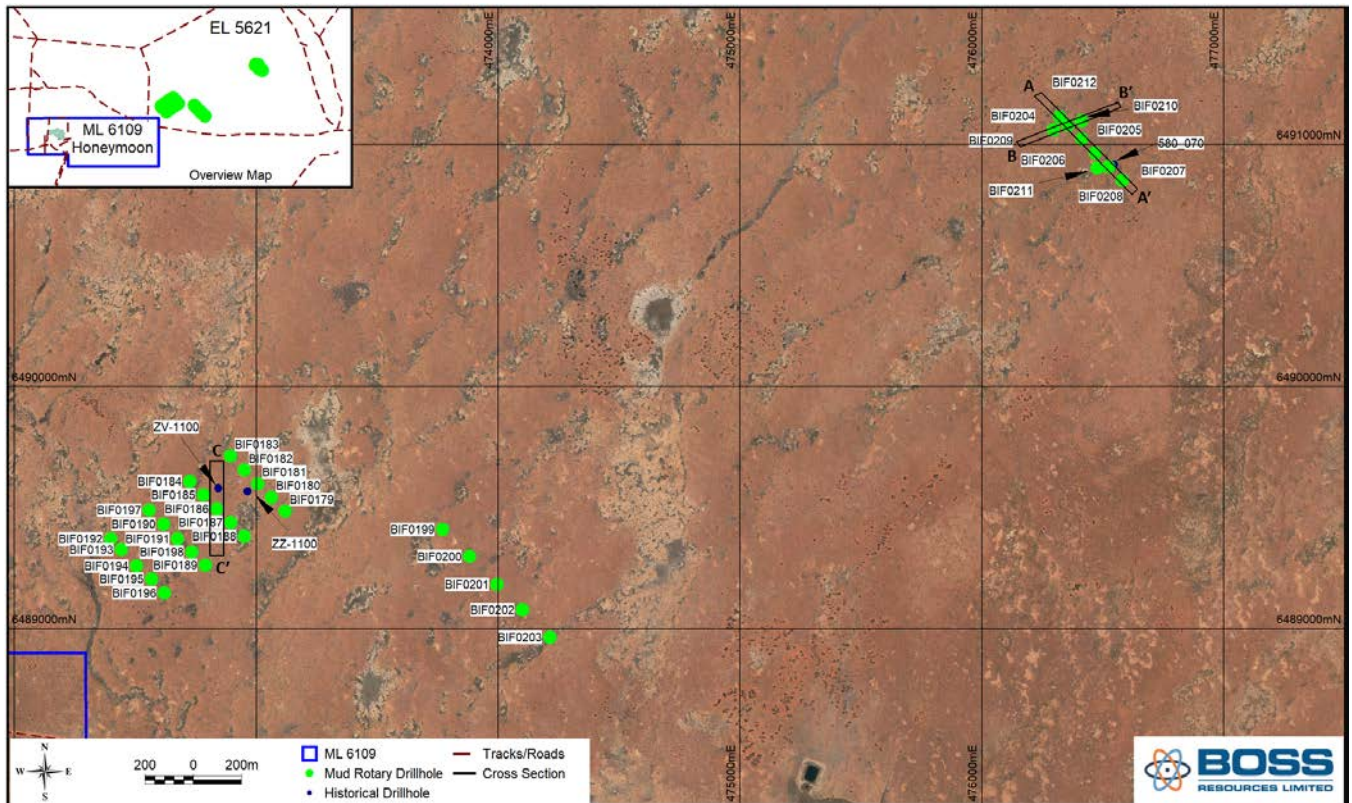 EL 5621
ML 6109
Honeymoon
Overview Map
474000mE
475000mE
476000mE
477000mE
A
BIF0212
B'
BIF0210
BIF0204
BIF0205
BIF0209
580_070
B
BIF0206
BIF0207
BIF0211
BIF0208
A'
6491000mN
6491000mN
6490000mN
6490000mN
ZV-1100
C
BIF0183
BIF0182
BIF0181
BIF0184
BIF0180
BIF0185
BIF0179
BIF0197
BIF0186
BIF0190
BIF0187
BIF0192
BIF0191
BIF0188
BIF0193
BIF0198
ZZ-1100
BIF0194
BIF0189
C'
BIF0195
BIF0196
BIF0199
BIF0200
BIF0201
BIF0202
BIF0203
6489000mN
6489000mN
475000mE
476000mE
N
W
E
S
200 0 200m
ML 6109
Mud Rotary Drillhole
Historical Drillhole
Tracks/Roads
Cross Section
BOSS
RESOURCES LIMITED